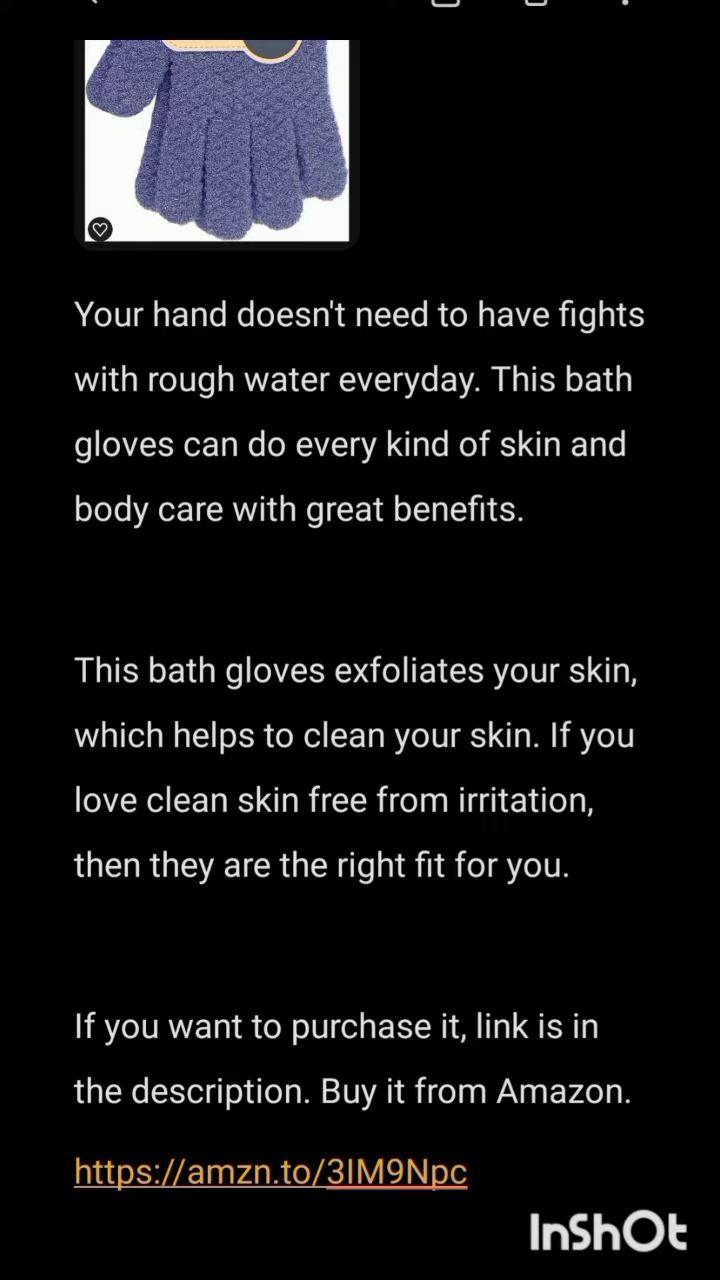 Your hand doesn't need to have fights
with rough water everyday. This bath
gloves can do every kind of skin and
body care with great benefits.
This bath gloves exfoliates your skin,
which helps to clean your skin. If you
love clean skin free from irritation,
then they are the right fit for you.
If you want to purchase it, link is in
the description. Buy it from Amazon.
https://amzn.to/3IM9Npc
InShOt